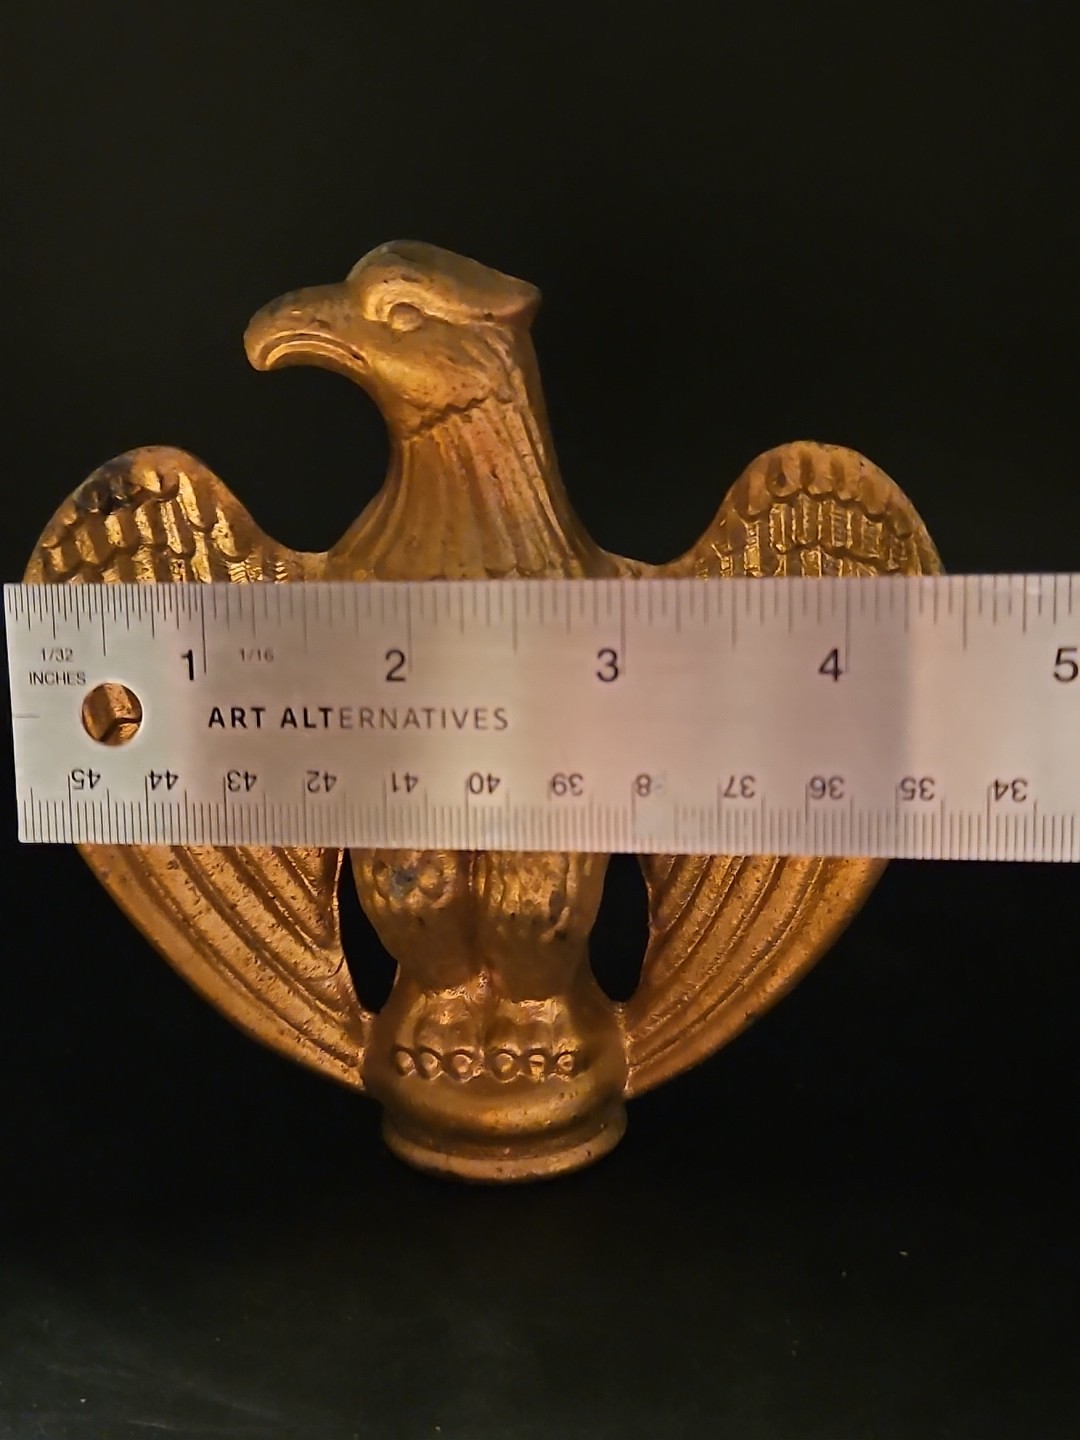 1 2 3 4 5
1/32 1/16
INCHES
ART ALTERNATIVES
45 44 43 42 41 40 39 8 37 36 35 34